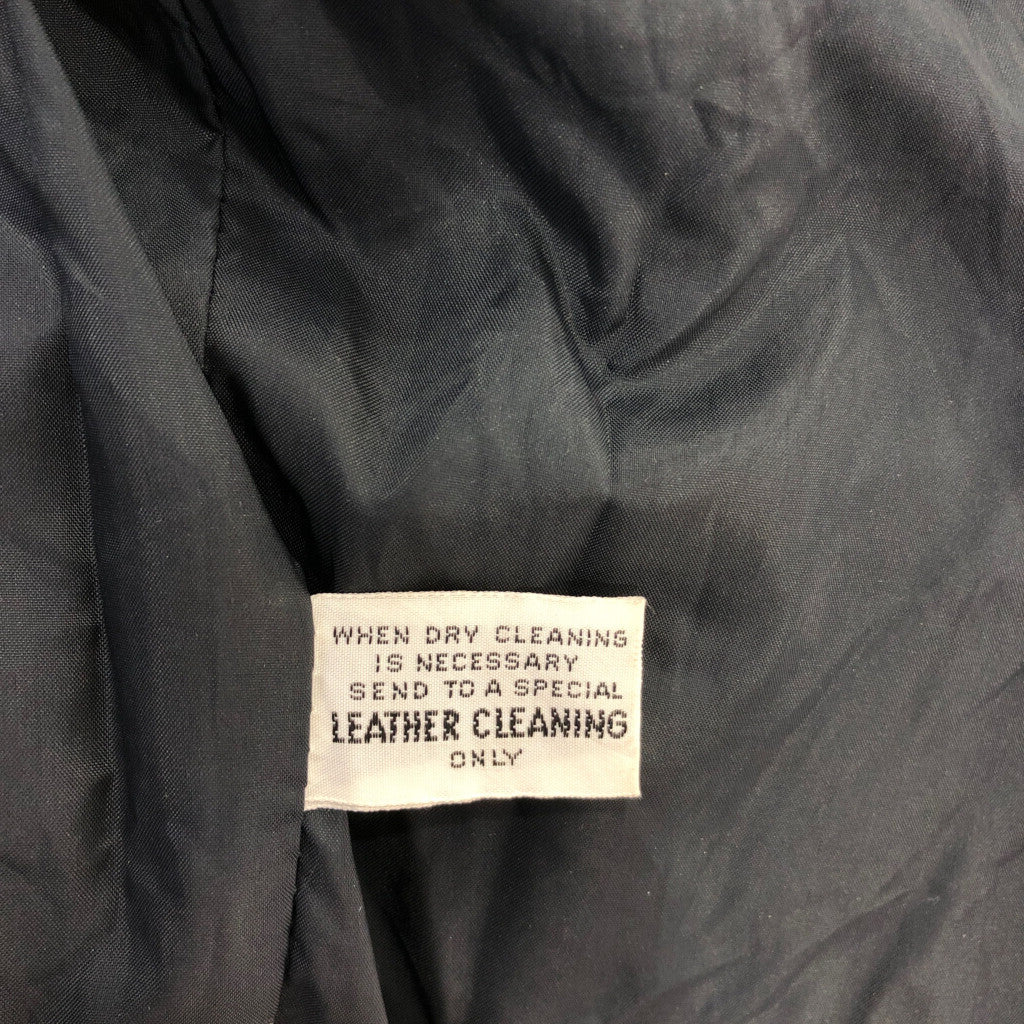 WHEN DRY CLEANING
IS NECESSARY
SEND TO A SPECIAL
LEATHER CLEANING
ONLY